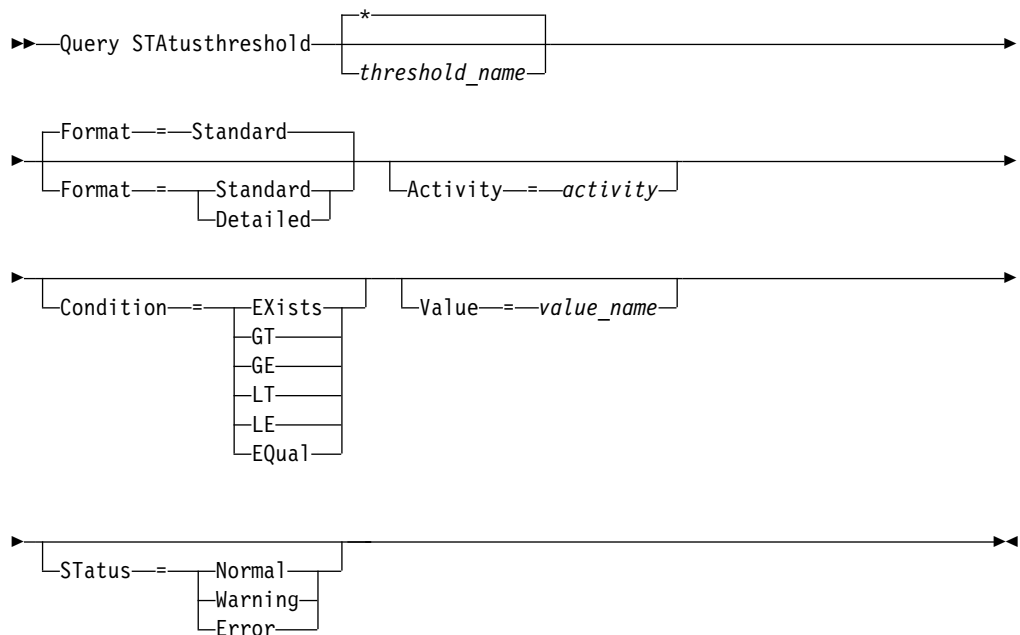 *
Query STAtusthreshold
threshold_name
Format = Standard
Format = Standard Activity = activity
Detailed
Condition = EXists Value = value_name
GT
GE
LT
LE
EQual
STatus = Normal
Warning
Error